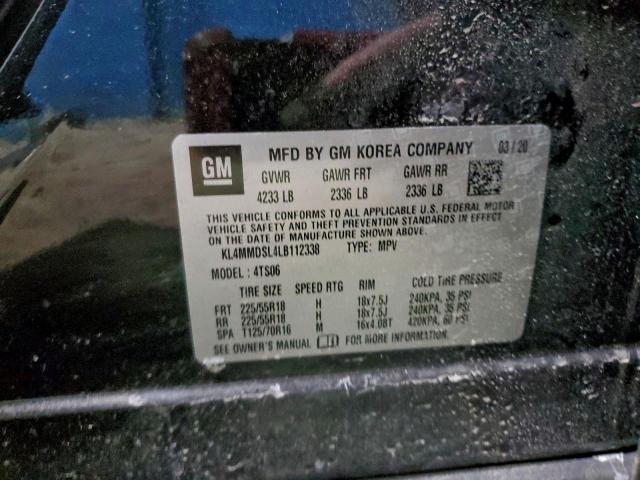 GM
MFD BY GM KOREA COMPANY 03/20
GVWR GAWR FRT GAWR RR
4233 LB 2336 LB 2336 LB
THIS VEHICLE CONFORMS TO ALL APPLICABLE U.S. FEDERAL MOTOR
VEHICLE SAFETY AND THEFT PREVENTION STANDARDS IN EFFECT
ON THE DATE OF MANUFACTURE SHOWN ABOVE.
KL4MMDSL4LB112338 TYPE: MPV
MODEL: 4TS06
TIRE SIZE SPEED RTG RIM COLD TIRE PRESSURE
FRT 225/55R18 H 18x7.5J 240KPA, 35 PSI
RR 225/55R18 H 18x7.5J 240KPA, 35 PSI
SPA T125/70R16 M 16x4.08T 420KPA, 60 PSI
SEE OWNER'S MANUAL FOR MORE INFORMATION